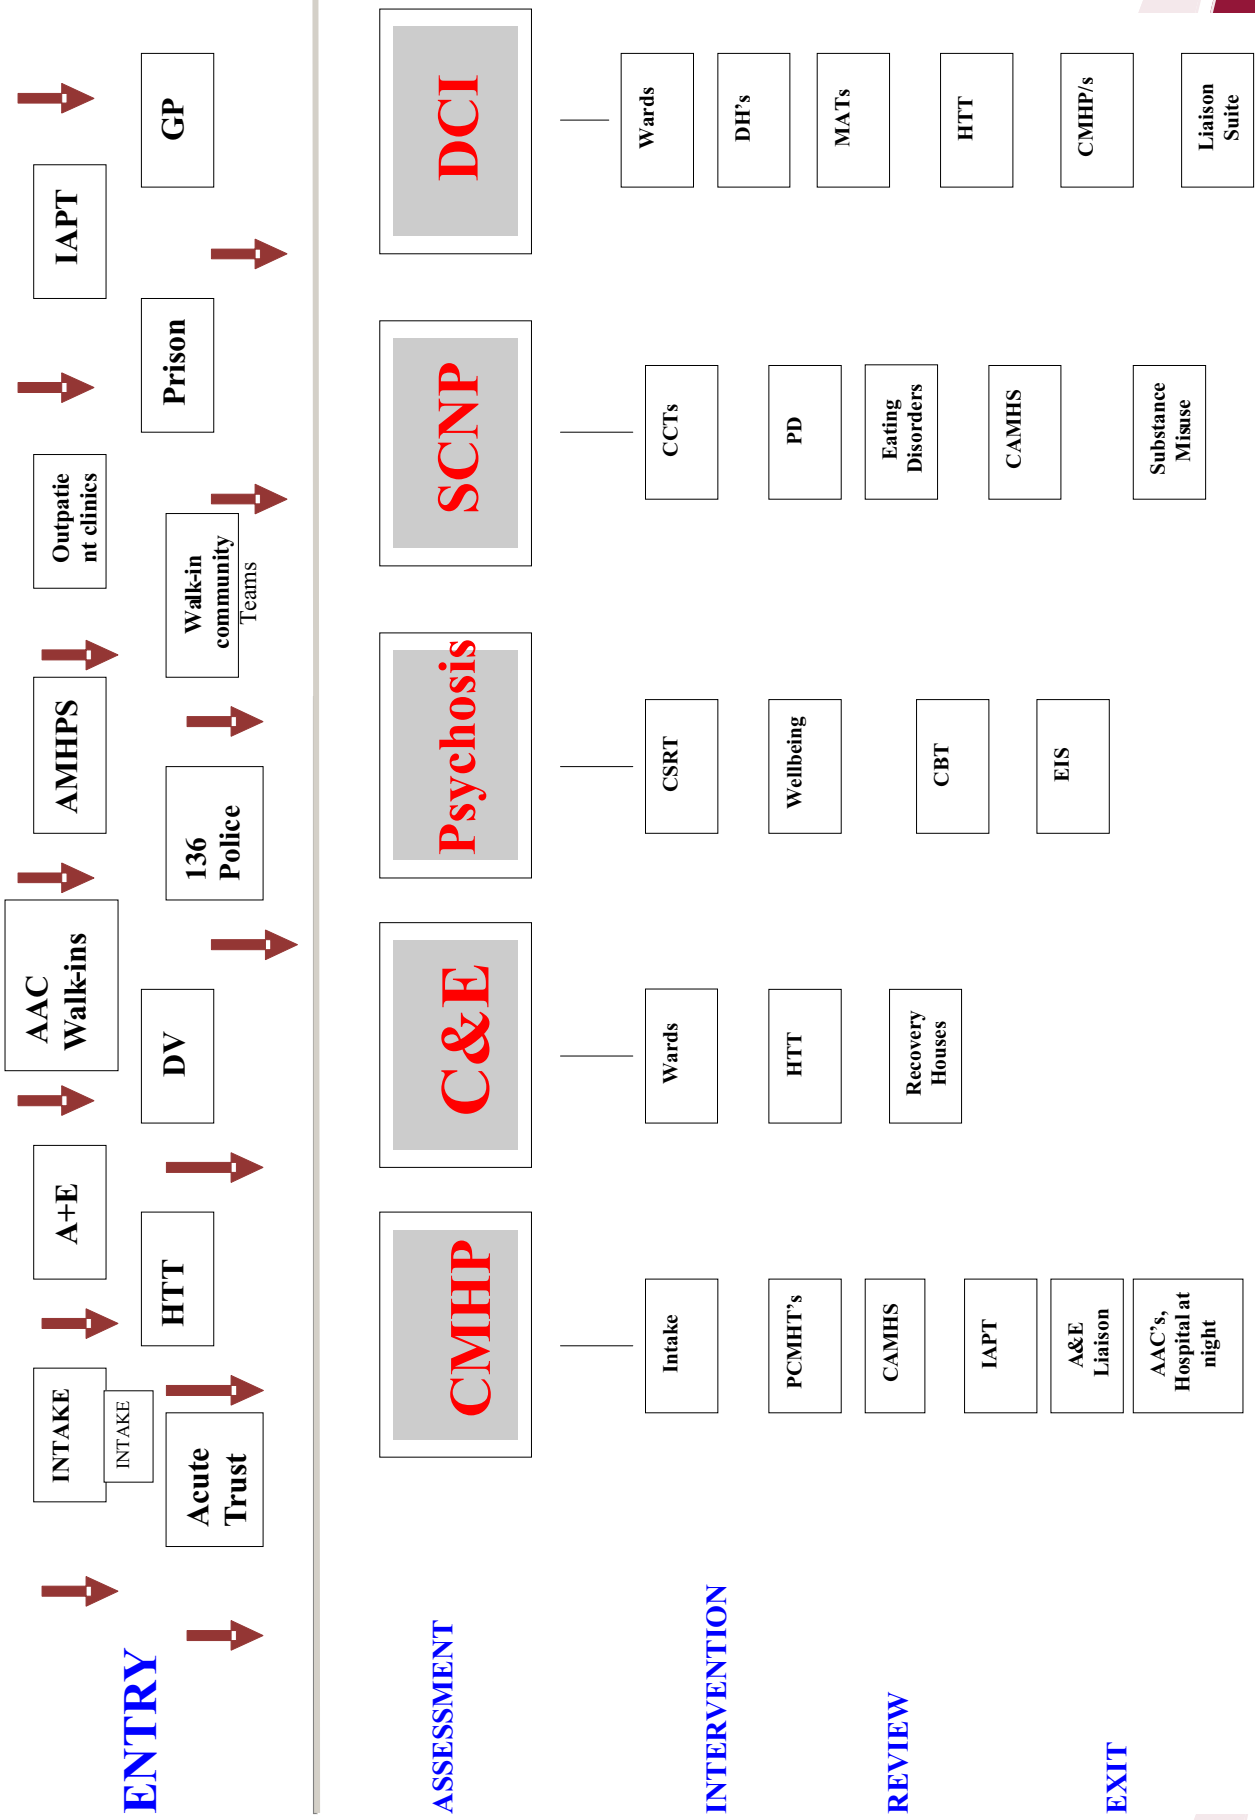 ENTRY
INTAKE
A+E
AAC
Walk-ins
AMHPS
Outpatie
nt clinics
IAPT
INTAKE
Acute
Trust
HTT
DV
136
Police
Walk-in
community
Teams
Prison
GP
ASSESSMENT
CMHP
C&E
Psychosis
SCNP
DCI
INTERVENTION
REVIEW
EXIT
Intake
PCMHT's
CAMHS
IAPT
A&E
Liaison
AAC's,
Hospital at
night
Wards
HTT
Recovery
Houses
CSRT
Wellbeing
CBT
EIS
CCTs
PD
Eating
Disorders
CAMHS
Substance
Misuse
Wards
DH's
MATs
HTT
CMHP/s
Liaison
Suite